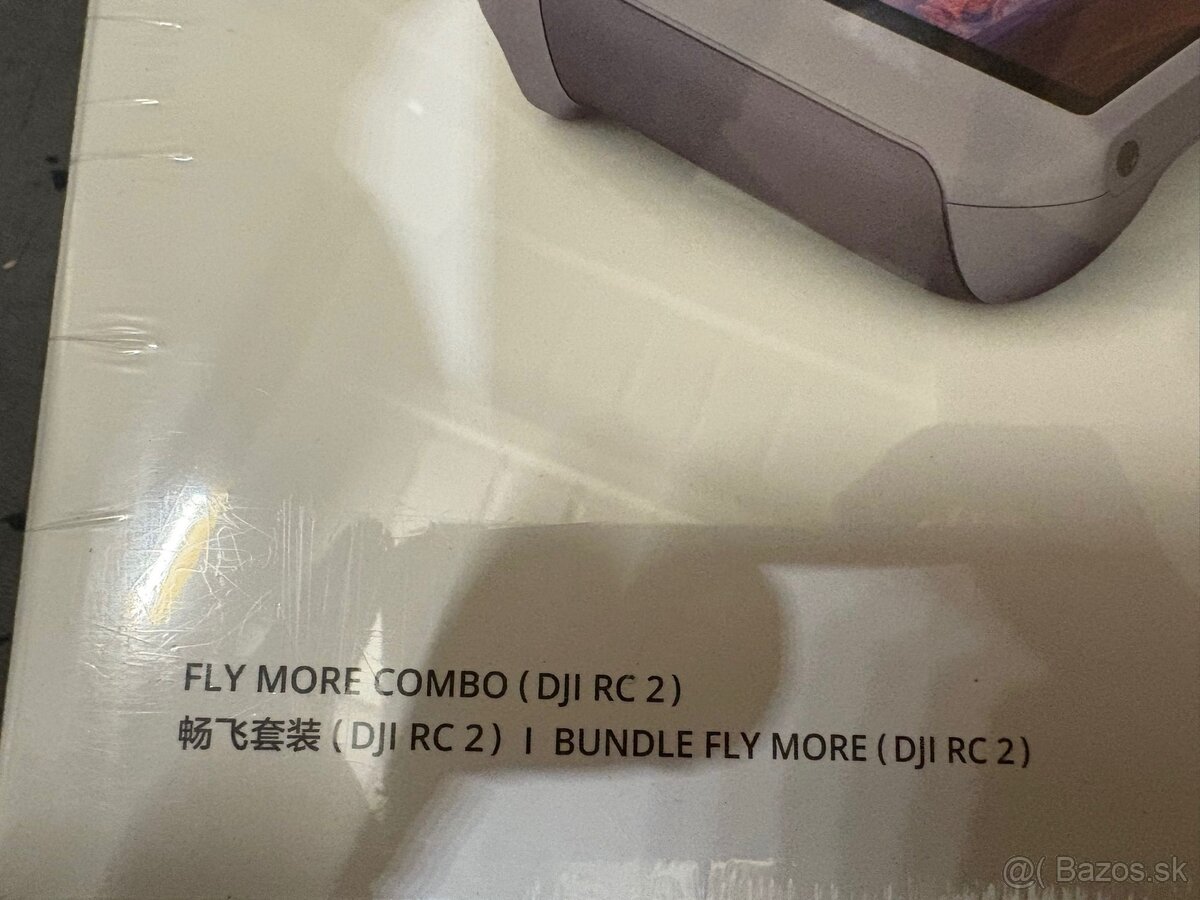 FLY MORE COMBO (DJI RC 2)
畅飞套装 (DJI RC 2) | BUNDLE FLY MORE (DJI RC 2)
@( Bazos.sk